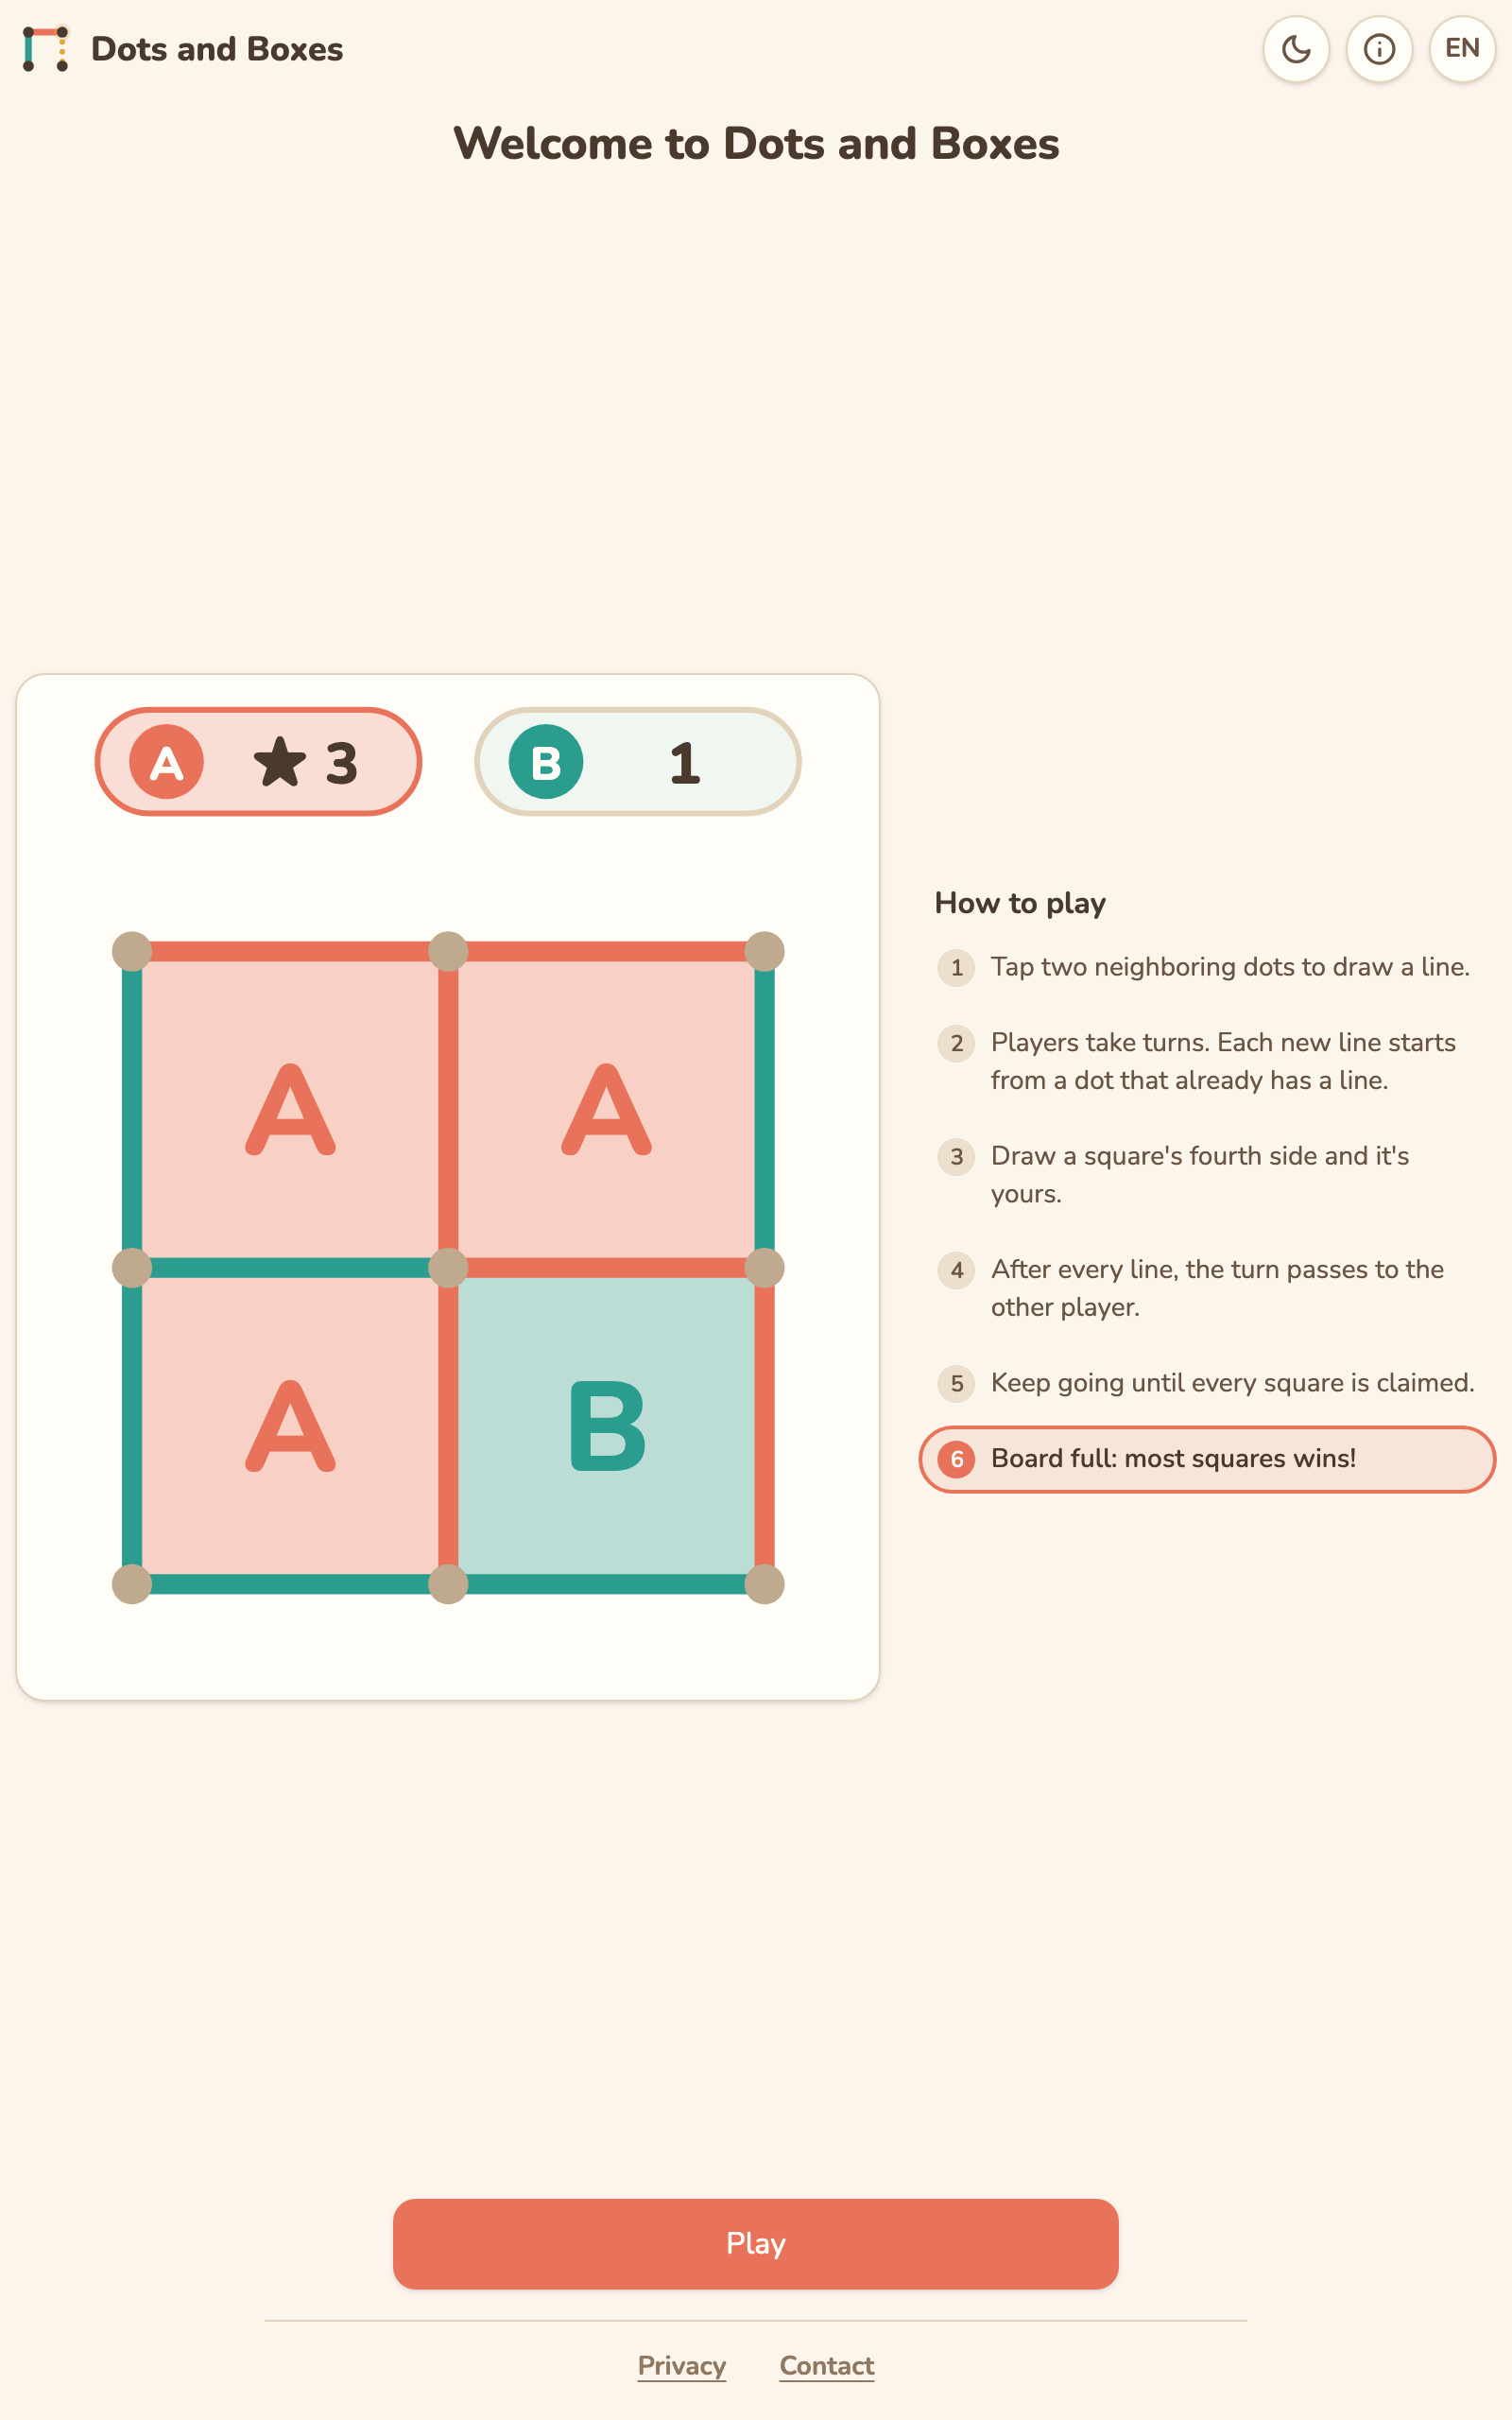 Dots and Boxes
EN
Welcome to Dots and Boxes
A 3
B 1
A A
A B
How to play
1 Tap two neighboring dots to draw a line.
2 Players take turns. Each new line starts
from a dot that already has a line.
3 Draw a square's fourth side and it's
yours.
4 After every line, the turn passes to the
other player.
5 Keep going until every square is claimed.
6 Board full: most squares wins!
Play
Privacy Contact